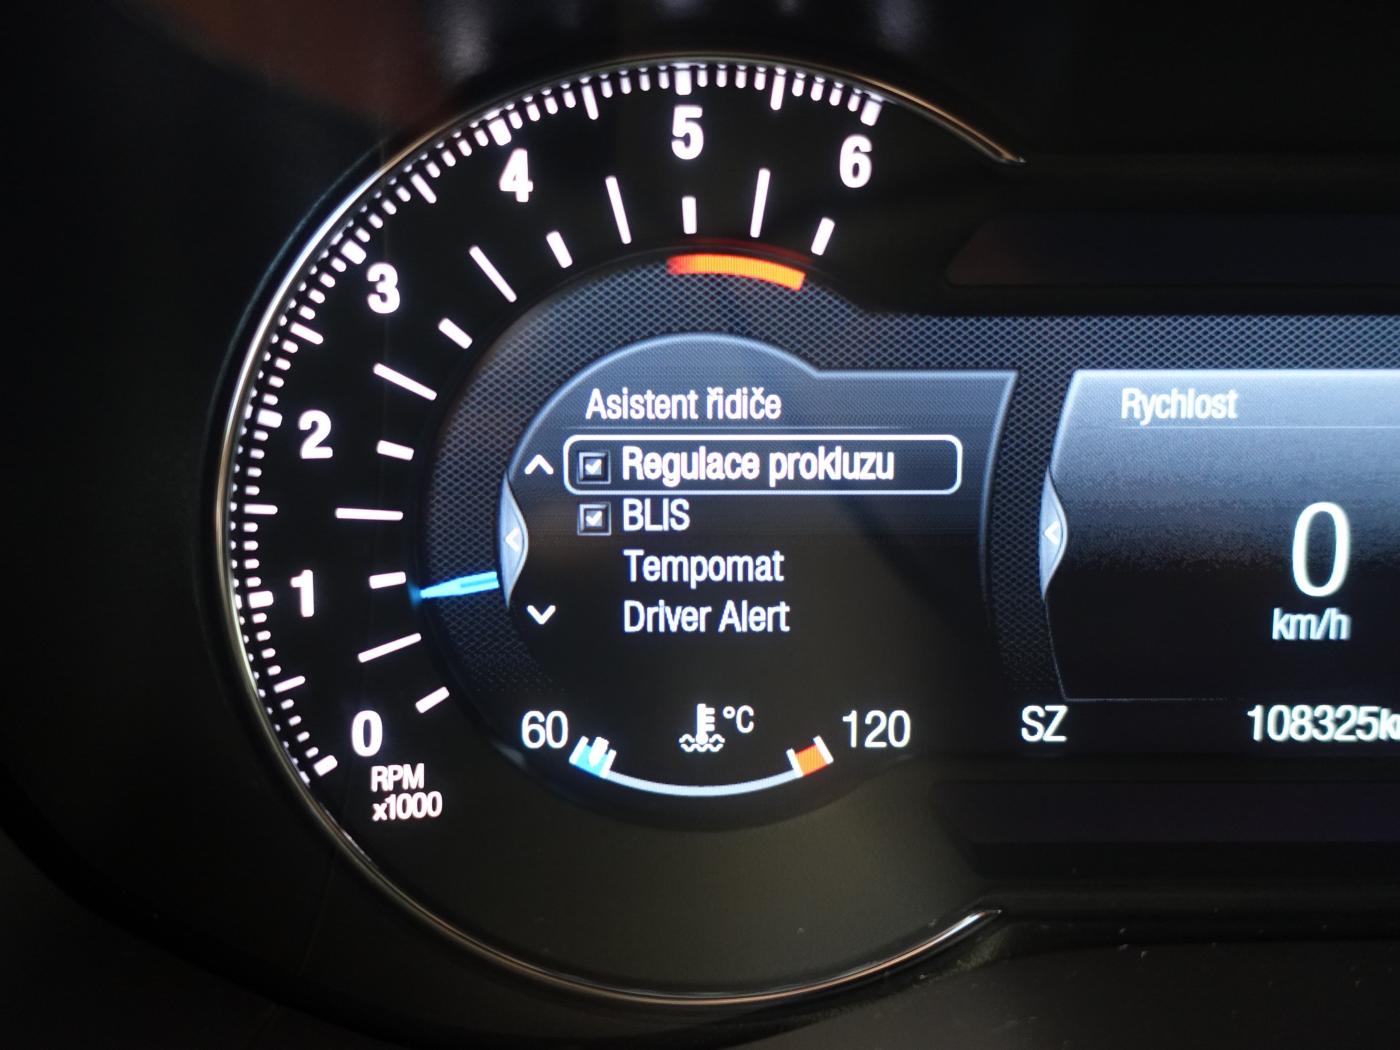 6
5
4
3
2
1
0
RPM
x1000
Asistent řidiče
Regulace prokluzu
BLIS
Tempomat
Driver Alert
60
°C
120
Rychlost
0
km/h
SZ
108325k